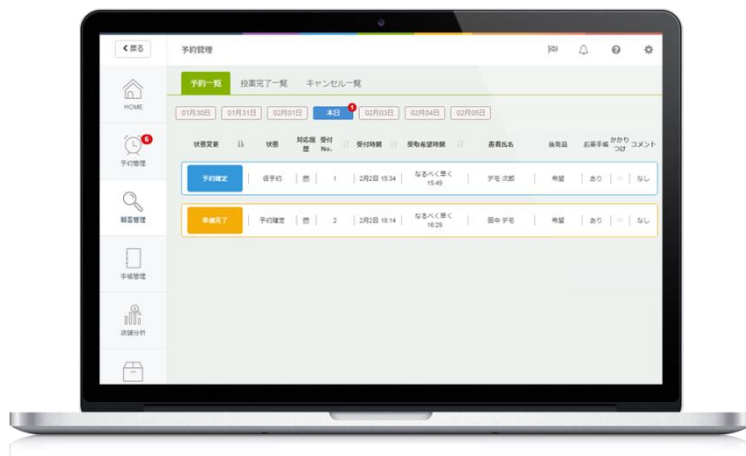 戻る
予約管理
予約一覧 投薬完了一覧 キャンセル一覧
HOME
01月30日 01月31日 02月01日 本日 1 02月03日 02月04日 02月05日
6
予約管理
状態変更 状態 対応履歴 受付No. 受付時間 受取希望時間 患者氏名 後発品 お薬手帳 かかりつけ コメント
予約確定 仮予約 1 2月2日 15:34 なるべく早く 15:49 デモ 次郎 希望 あり なし
顧客管理
準備完了 予約確定 2 2月2日 16:14 なるべく早く 16:29 田中 デモ 希望 あり なし
手帳管理
店舗分析